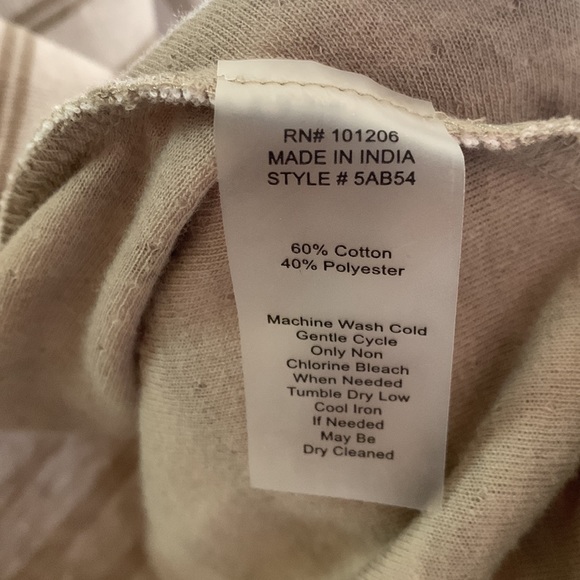 RN# 101206
MADE IN INDIA
STYLE # 5AB54
60% Cotton
40% Polyester
Machine Wash Cold
Gentle Cycle
Only Non
Chlorine Bleach
When Needed
Tumble Dry Low
Cool Iron
If Needed
May Be
Dry Cleaned